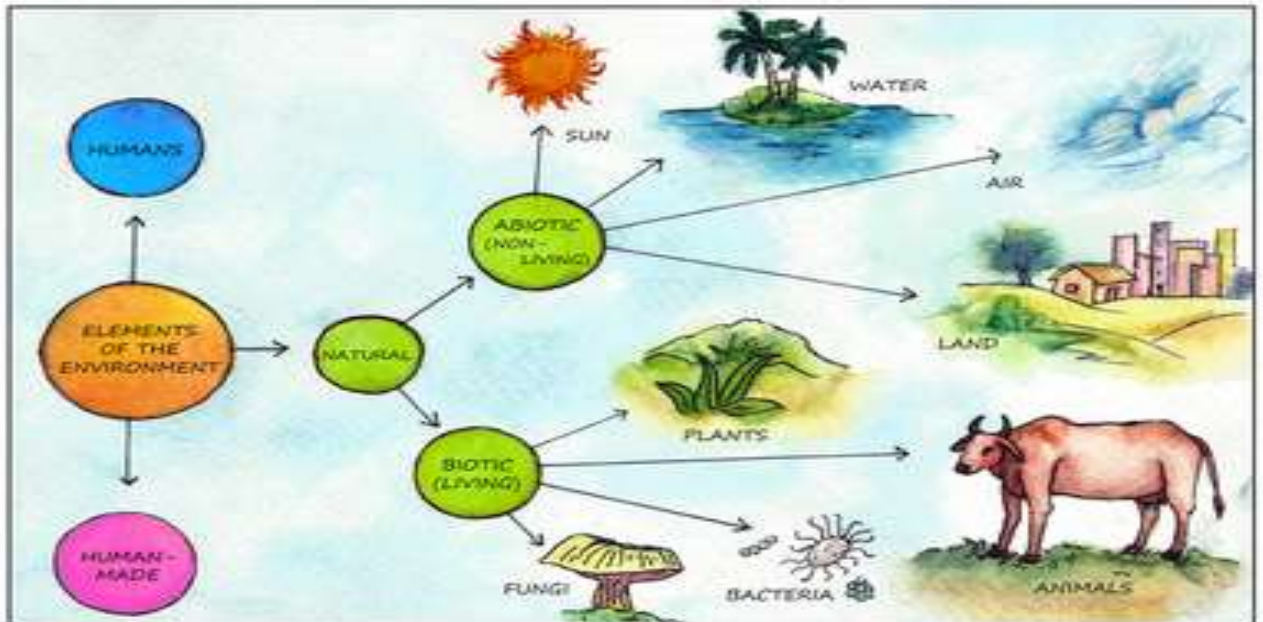 HUMANS
ELEMENTS
OF THE
ENVIRONMENT
HUMAN-
MADE
NATURAL
ABIOTIC
(NON-
LIVING)
SUN
WATER
AIR
LAND
BIOTIC
(LIVING)
PLANTS
ANIMALS
BACTERIA
FUNGI